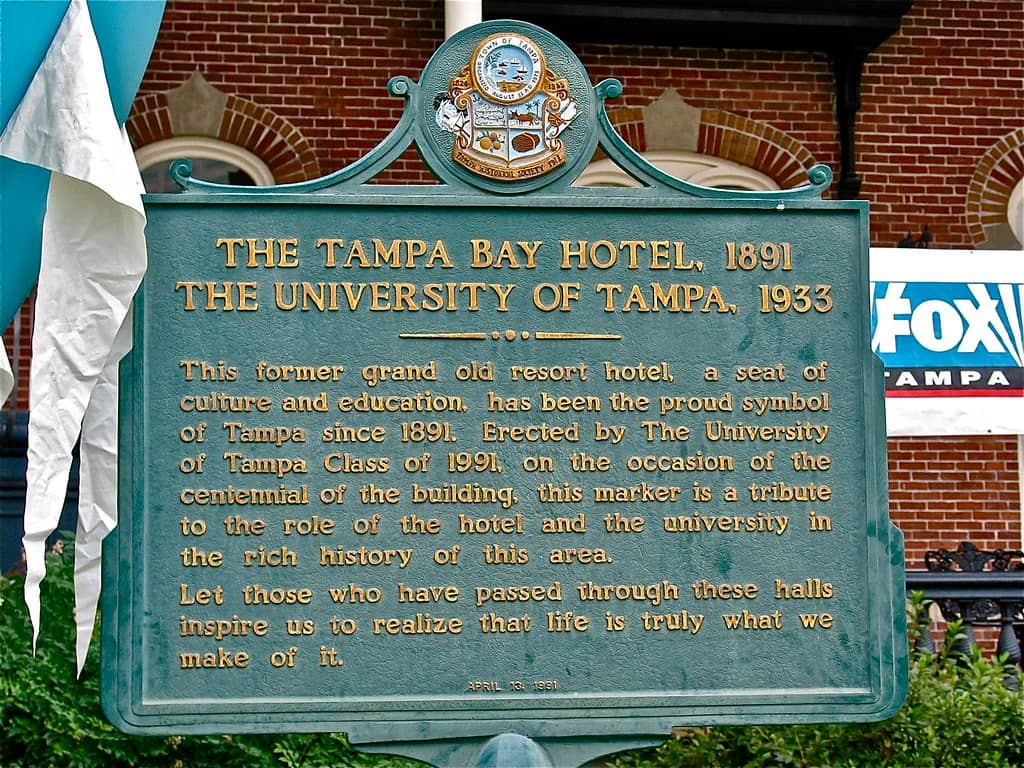 TOWN OF TAMPA
THE TAMPA BAY HOTEL, 1891
THE UNIVERSITY OF TAMPA, 1933
This former grand old resort hotel, a seat of
culture and education, has been the proud symbol
of Tampa since 1891. Erected by The University
of Tampa Class of 1991, on the occasion of the
centennial of the building, this marker is a tribute
to the role of the hotel and the university in
the rich history of this area.
Let those who have passed through these halls
inspire us to realize that life is truly what we
make of it.
APRIL 13, 1991
FOX
TAMPA